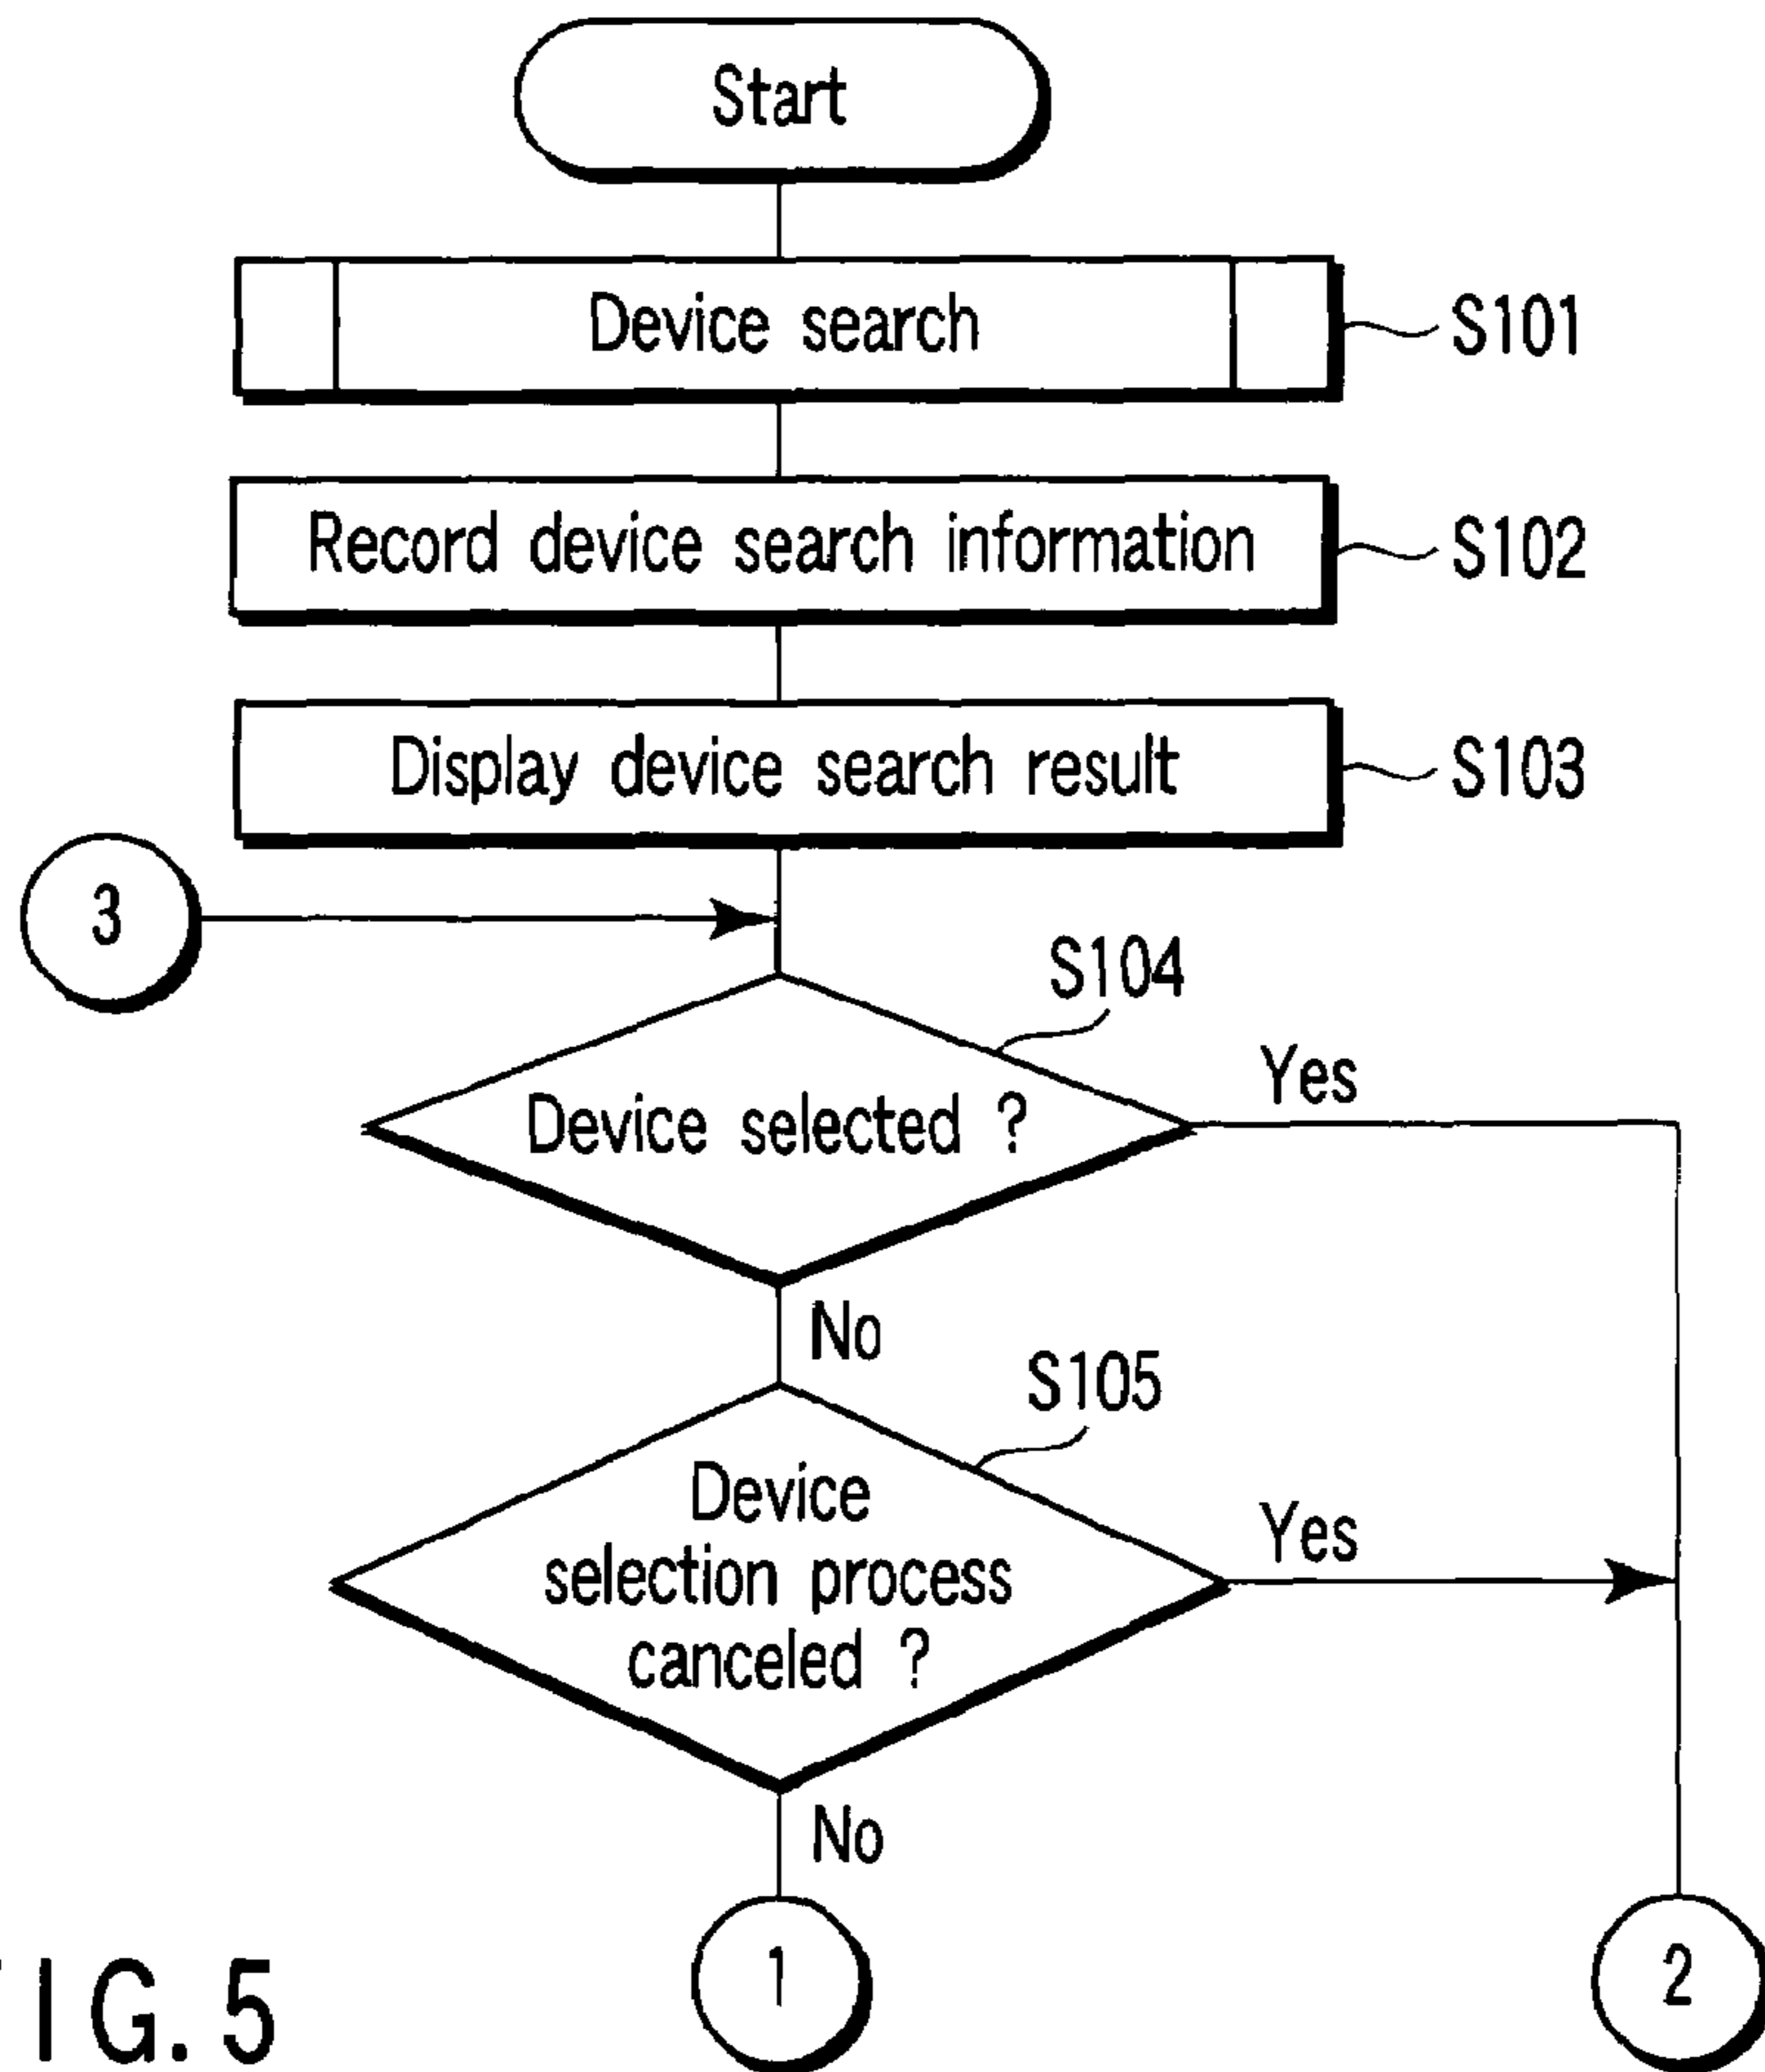 Start
Device search
S101
Record device search information
S102
Display device search result
S103
3
S104
Yes
Device selected ?
No
S105
Device
selection process
canceled ?
Yes
No
1
2
IG. 5